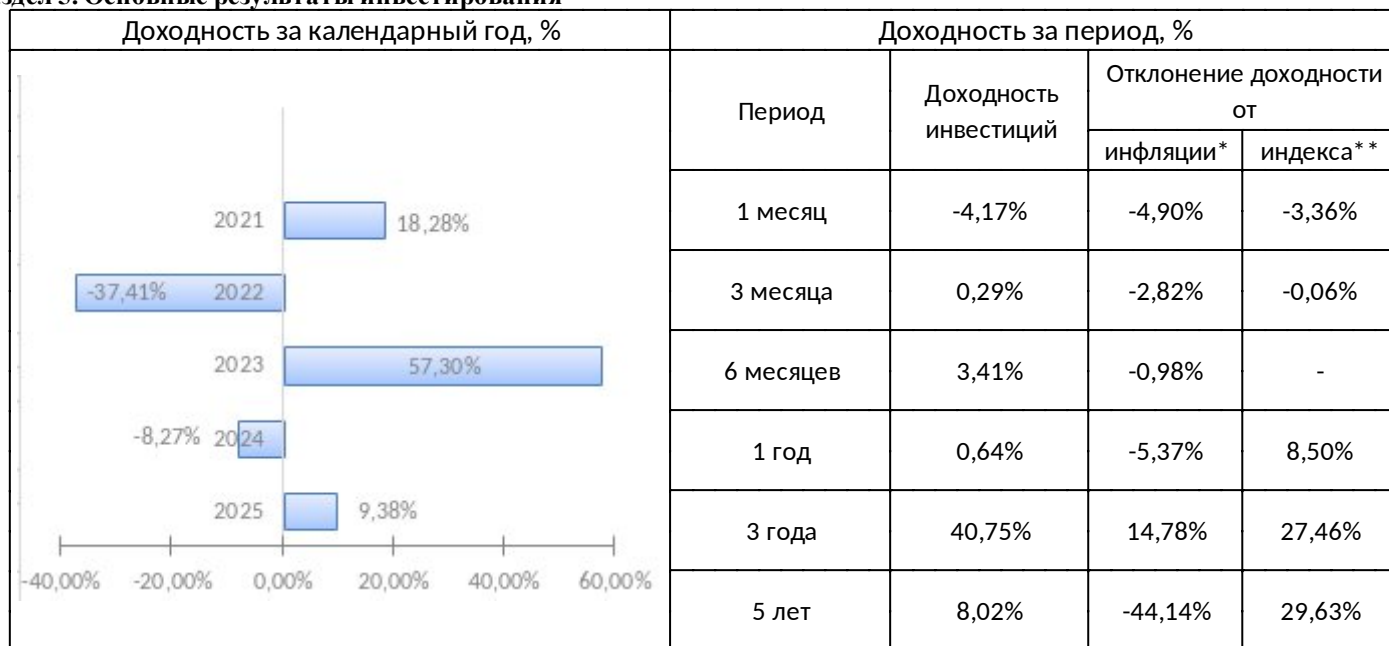 Основные результаты инвестирования
Доходность за календарный год, %
Доходность за период, %
2021 18,28%
-37,41% 2022
2023 57,30%
-8,27% 2024
2025 9,38%
-40,00% -20,00% 0,00% 20,00% 40,00% 60,00%
Период
Доходность
инвестиций
Отклонение доходности
от
инфляции* индекса**
1 месяц -4,17% -4,90% -3,36%
3 месяца 0,29% -2,82% -0,06%
6 месяцев 3,41% -0,98% -
1 год 0,64% -5,37% 8,50%
3 года 40,75% 14,78% 27,46%
5 лет 8,02% -44,14% 29,63%